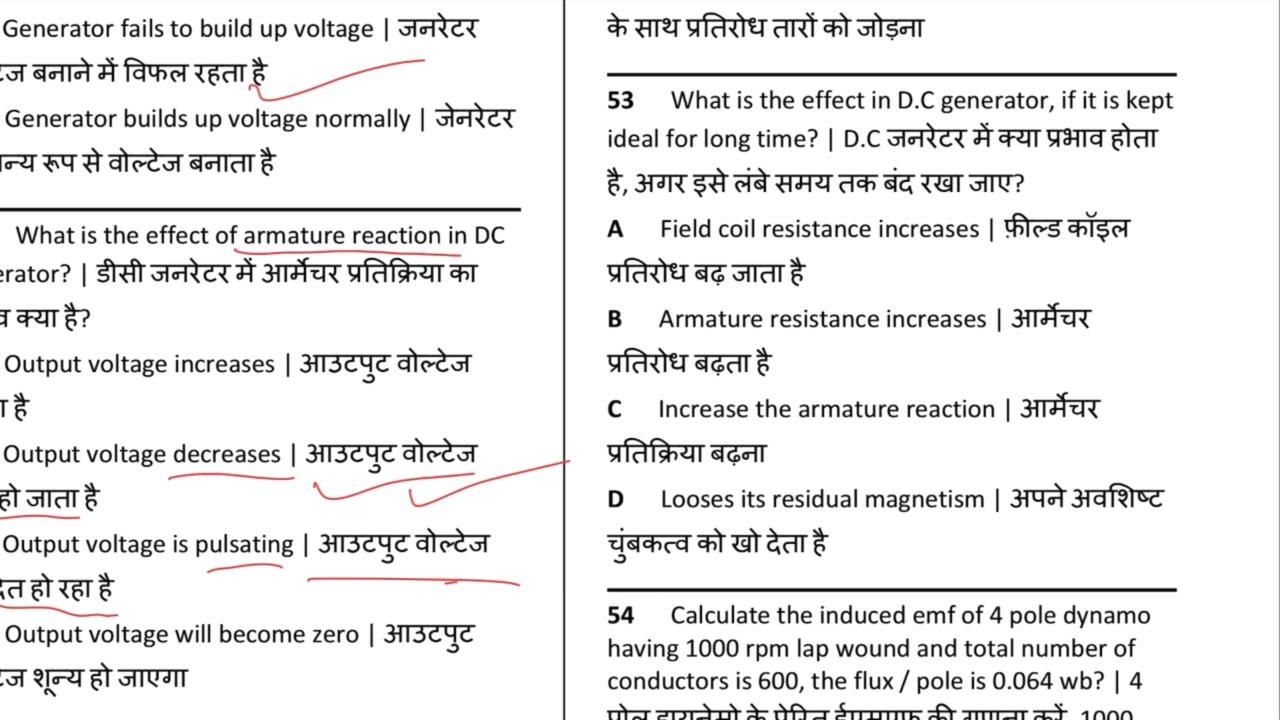 Generator fails to build up voltage | जनरेटर
बनाने में विफल रहता है
Generator builds up voltage normally | जेनरेटर
रूप से वोल्टेज बनाता है
What is the effect of armature reaction in DC
डीसी जनरेटर में आर्मेचर प्रतिक्रिया का
क्या है?
Output voltage increases | आउटपुट वोल्टेज
है
Output voltage decreases | आउटपुट वोल्टेज
हो जाता है
Output voltage is pulsating | आउटपुट वोल्टेज
हो रहा है
Output voltage will become zero | आउटपुट
शून्य हो जाएगा
के साथ प्रतिरोध तारों को जोड़ना
53 What is the effect in D.C generator, if it is kept
ideal for long time? | D.C जनरेटर में क्या प्रभाव होता
है, अगर इसे लंबे समय तक बंद रखा जाए?
A Field coil resistance increases | फ़ील्ड कॉइल
प्रतिरोध बढ़ जाता है
B Armature resistance increases | आर्मेचर
प्रतिरोध बढ़ता है
C Increase the armature reaction | आर्मेचर
प्रतिक्रिया बढ़ना
D Looses its residual magnetism | अपने अवशिष्ट
चुंबकत्व को खो देता है
54 Calculate the induced emf of 4 pole dynamo
having 1000 rpm lap wound and total number of
conductors is 600, the flux / pole is 0.064 wb? | 4